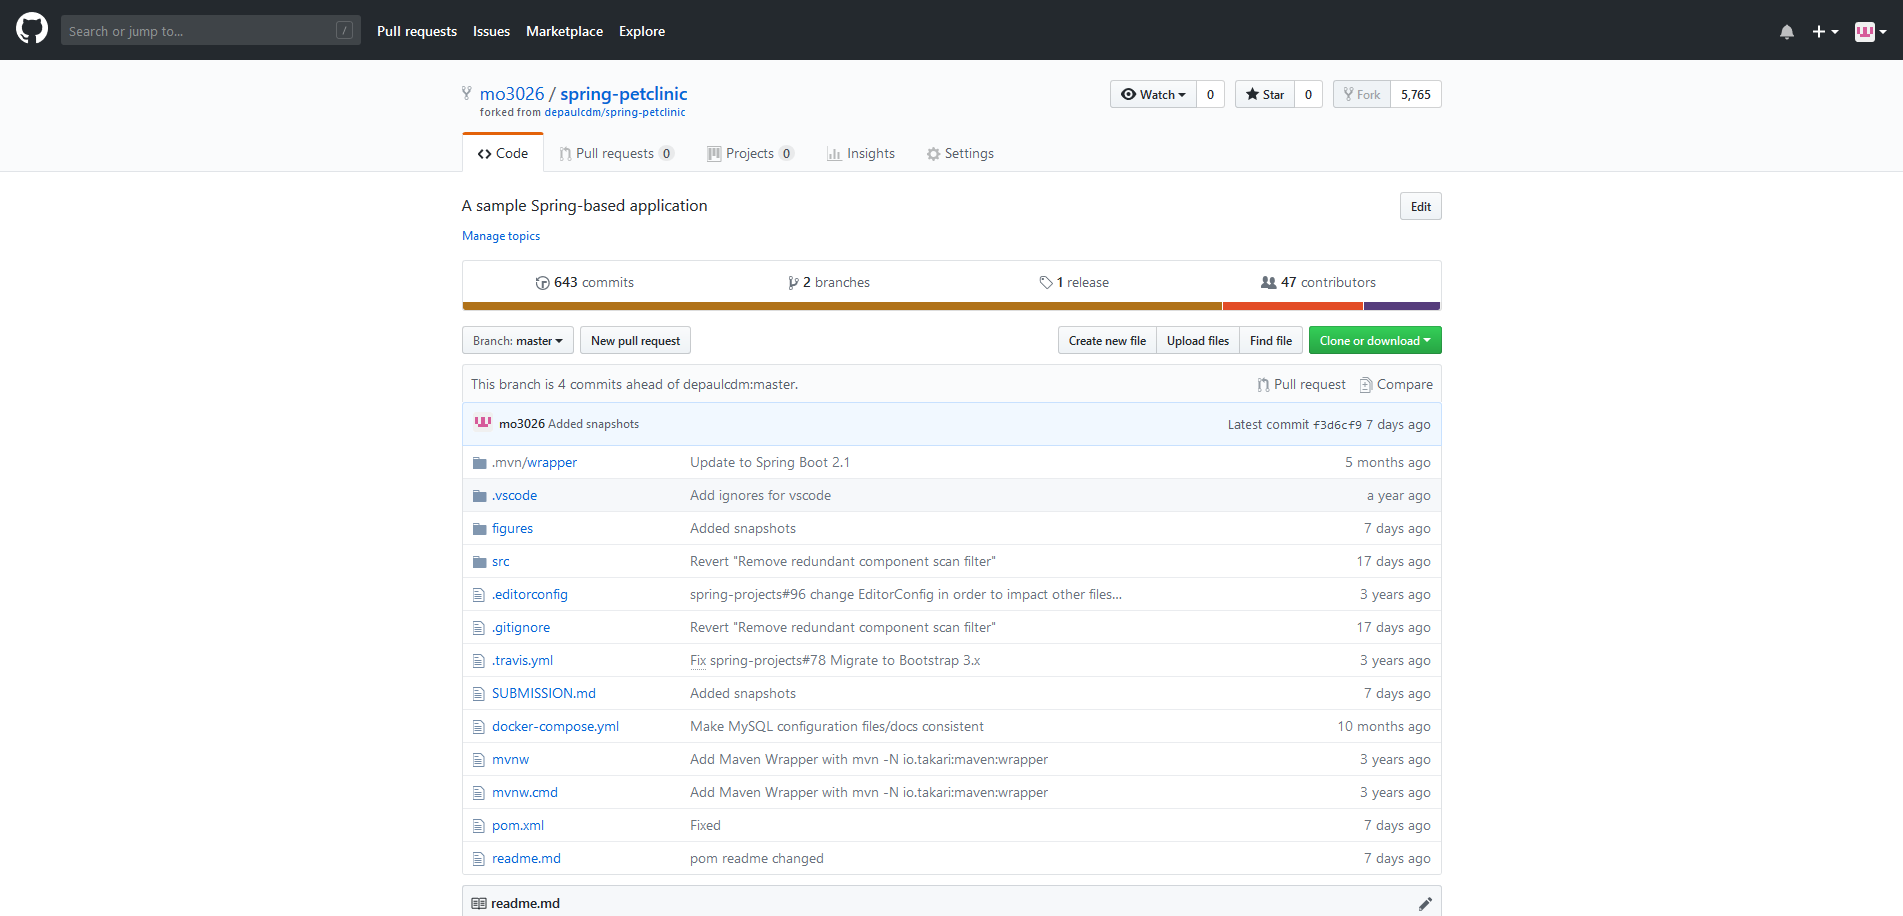 Search or jump to... /
Pull requests Issues Marketplace Explore
mo3026 / spring-petclinic
forked from depaulcdm/spring-petclinic
Watch 0 Star 0 Fork 5,765
Code Pull requests 0 Projects 0 Insights Settings
A sample Spring-based application
Edit
Manage topics
643 commits 2 branches 1 release 47 contributors
Branch: master New pull request Create new file Upload files Find file Clone or download
This branch is 4 commits ahead of depaulcdm:master. Pull request Compare
mo3026 Added snapshots Latest commit f3d6cf9 7 days ago
.mvn/wrapper Update to Spring Boot 2.1 5 months ago
.vscode Add ignores for vscode a year ago
figures Added snapshots 7 days ago
src Revert "Remove redundant component scan filter" 17 days ago
.editorconfig spring-projects#96 change EditorConfig in order to impact other files... 3 years ago
.gitignore Revert "Remove redundant component scan filter" 17 days ago
.travis.yml Fix spring-projects#78 Migrate to Bootstrap 3.x 3 years ago
SUBMISSION.md Added snapshots 7 days ago
docker-compose.yml Make MySQL configuration files/docs consistent 10 months ago
mvnw Add Maven Wrapper with mvn -N io.takari:maven:wrapper 3 years ago
mvnw.cmd Add Maven Wrapper with mvn -N io.takari:maven:wrapper 3 years ago
pom.xml Fixed 7 days ago
readme.md pom readme changed 7 days ago
readme.md